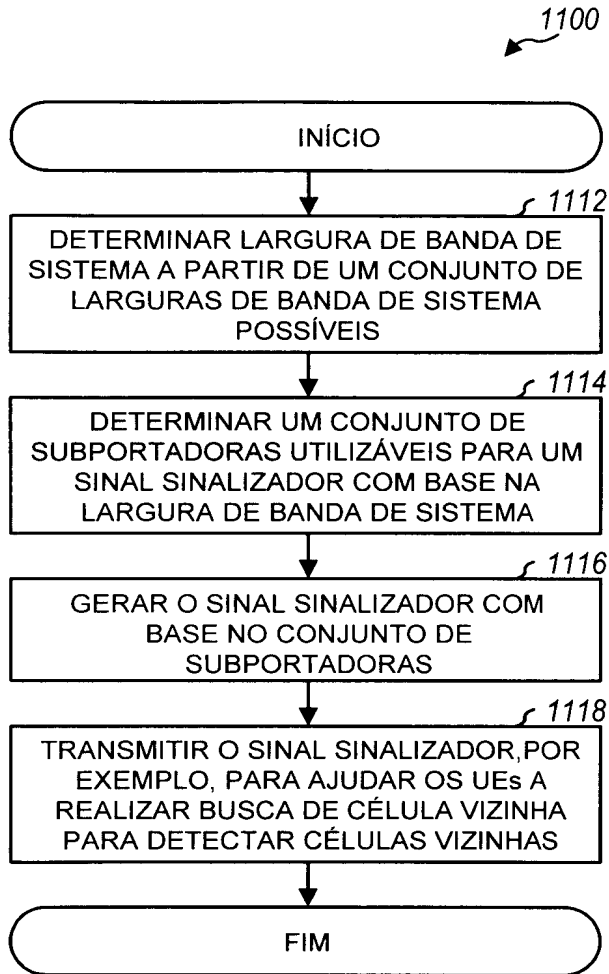 1100
INÍCIO
1112
DETERMINAR LARGURA DE BANDA DE
SISTEMA A PARTIR DE UM CONJUNTO DE
LARGURAS DE BANDA DE SISTEMA
POSSÍVEIS
1114
DETERMINAR UM CONJUNTO DE
SUBPORTADORAS UTILIZÁVEIS PARA UM
SINAL SINALIZADOR COM BASE NA
LARGURA DE BANDA DE SISTEMA
1116
GERAR O SINAL SINALIZADOR COM
BASE NO CONJUNTO DE
SUBPORTADORAS
1118
TRANSMITIR O SINAL SINALIZADOR,POR
EXEMPLO, PARA AJUDAR OS UEs A
REALIZAR BUSCA DE CÉLULA VIZINHA
PARA DETECTAR CÉLULAS VIZINHAS
FIM